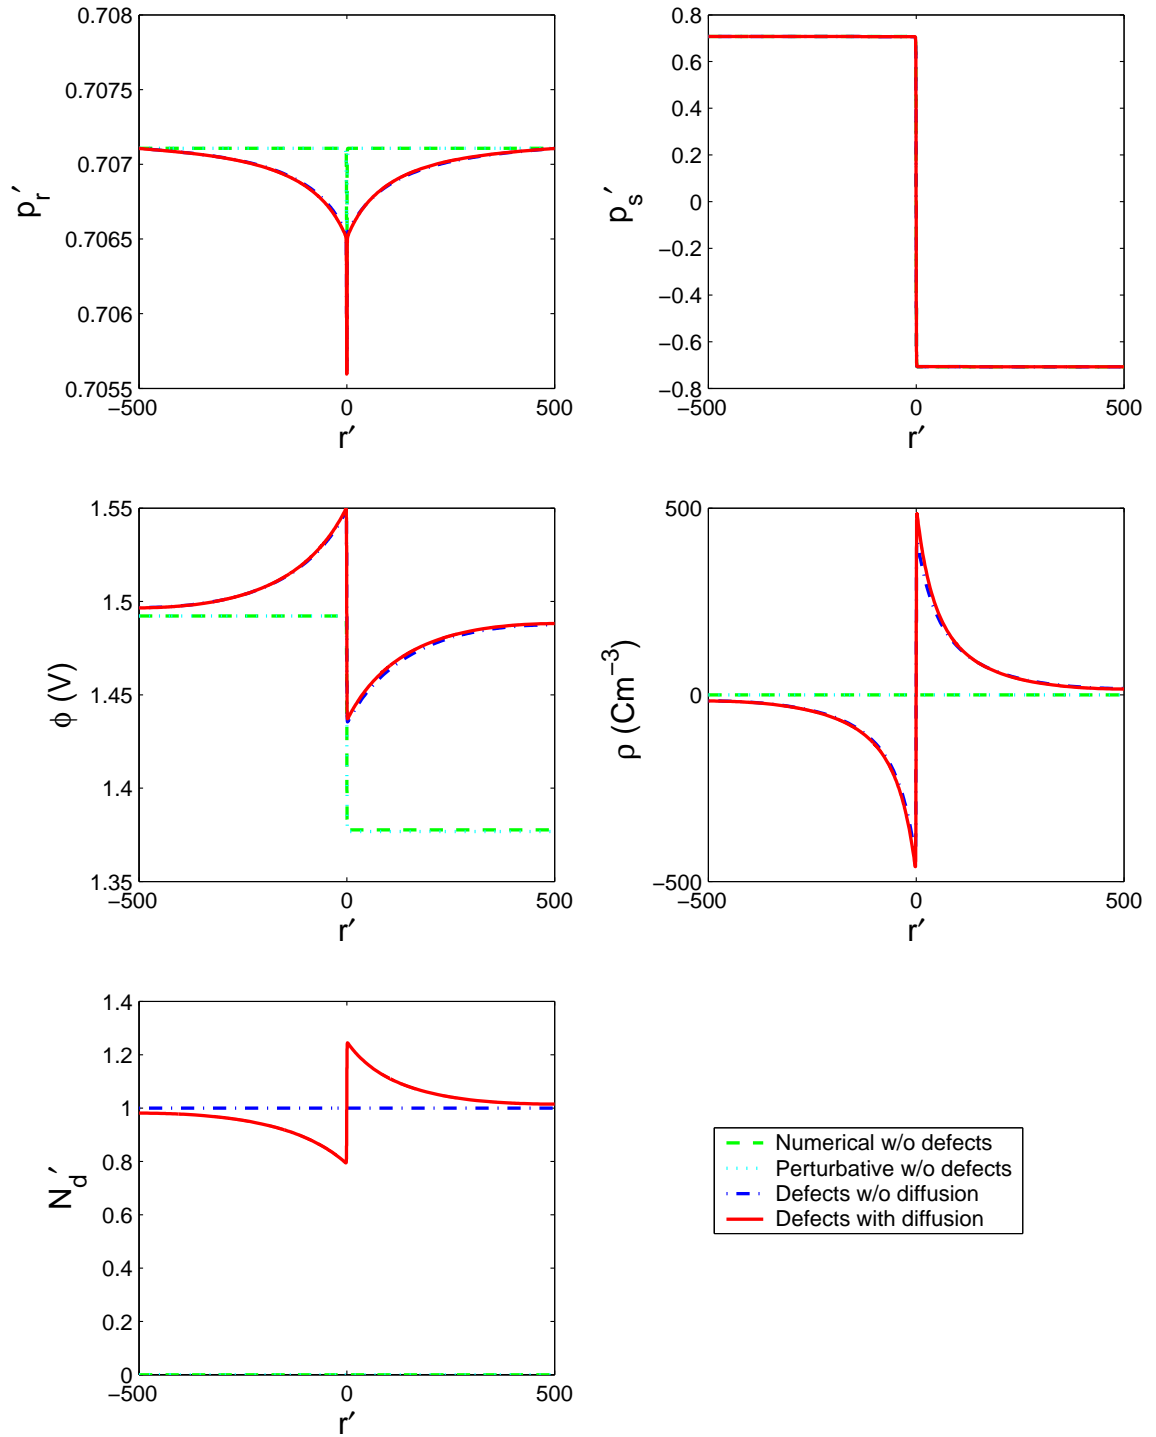 0.708
0.7075
0.707
0.7065
0.706
0.7055
p_r′
−500 0 500
r′
0.8
0.6
0.4
0.2
0
−0.2
−0.4
−0.6
−0.8
p_s′
−500 0 500
r′
1.55
1.5
1.45
1.4
1.35
ϕ (V)
−500 0 500
r′
500
0
−500
ρ (Cm⁻³)
−500 0 500
r′
1.4
1.2
1
0.8
0.6
0.4
0.2
0
N_d′
−500 0 500
r′
Numerical w/o defects
Perturbative w/o defects
Defects w/o diffusion
Defects with diffusion